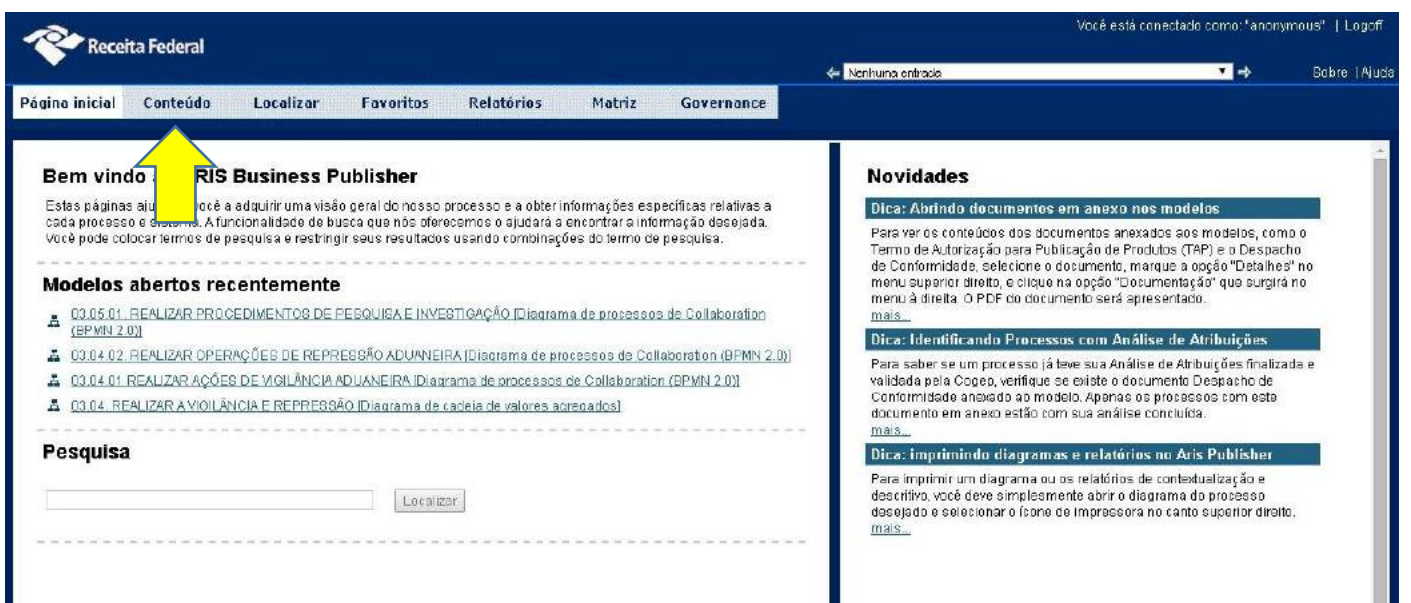 Você está conectado como:"anonymous" | Logoff
Receita Federal
Nenhuma entrada
Sobre | Ajuda
Página inicial Conteúdo Localizar Favoritos Relatórios Matriz Governance
Bem vindo RIS Business Publisher
Estas páginas você a adquirir uma visão geral do nosso processo e a obter informações específicas relativas a
cada processo e A funcionalidade de busca que nós oferecemos o ajudará a encontrar a informação desejada.
Você pode colocar termos de pesquisa e restringir seus resultados usando combinações do termo de pesquisa.
Modelos abertos recentemente
03.05.01. REALIZAR PROCEDIMENTOS DE PESQUISA E INVESTIGAÇÃO [Diagrama de processos de Collaboration
(BPMN 2.0)]
03.04.02. REALIZAR OPERAÇÕES DE REPRESSÃO ADUANEIRA [Diagrama de processos de Collaboration (BPMN 2.0)]
03.04.01 REALIZAR AÇÕES DE VIGILÂNCIA ADUANEIRA [Diagrama de processos de Collaboration (BPMN 2.0)]
03.04. REALIZAR A VIGILÂNCIA E REPRESSÃO [Diagrama de cadeia de valores agregados]
Pesquisa
Localizar
Novidades
Dica: Abrindo documentos em anexo nos modelos
Para ver os conteúdos dos documentos anexados aos modelos, como o
Termo de Autorização para Publicação de Produtos (TAP) e o Despacho
de Conformidade, selecione o documento, marque a opção "Detalhes" no
menu superior direito, e clique na opção "Documentação" que surgirá no
menu à direita. O PDF do documento será apresentado.
mais...
Dica: Identificando Processos com Análise de Atribuições
Para saber se um processo já teve sua Análise de Atribuições finalizada e
validada pela Cogep, verifique se existe o documento Despacho de
Conformidade anexado ao modelo. Apenas os processos com este
documento em anexo estão com sua análise concluída.
mais...
Dica: imprimindo diagramas e relatórios no Aris Publisher
Para imprimir um diagrama ou os relatórios de contextualização e
descritivo, você deve simplesmente abrir o diagrama do processo
desejado e selecionar o ícone de impressora no canto superior direito.
mais...